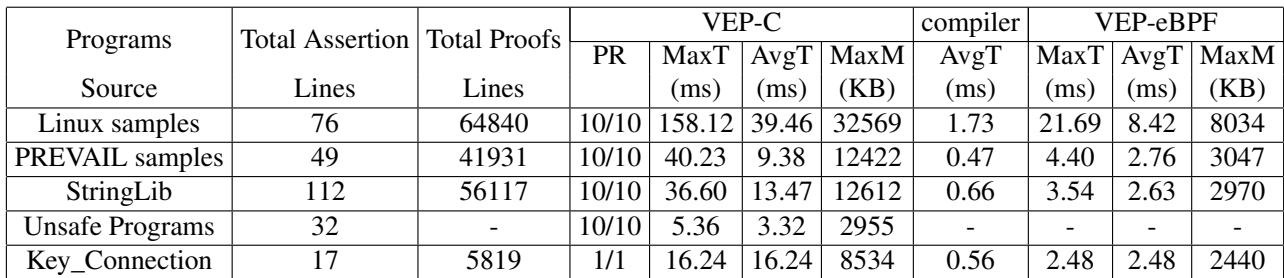 Programs Source Total Assertion Lines Total Proofs Lines VEP-C compiler VEP-eBPF
PR MaxT (ms) AvgT (ms) MaxM (KB) AvgT (ms) MaxT (ms) AvgT (ms) MaxM (KB)
Linux samples 76 64840 10/10 158.12 39.46 32569 1.73 21.69 8.42 8034
PREVAIL samples 49 41931 10/10 40.23 9.38 12422 0.47 4.40 2.76 3047
StringLib 112 56117 10/10 36.60 13.47 12612 0.66 3.54 2.63 2970
Unsafe Programs 32 - 10/10 5.36 3.32 2955 - - - -
Key_Connection 17 5819 1/1 16.24 16.24 8534 0.56 2.48 2.48 2440